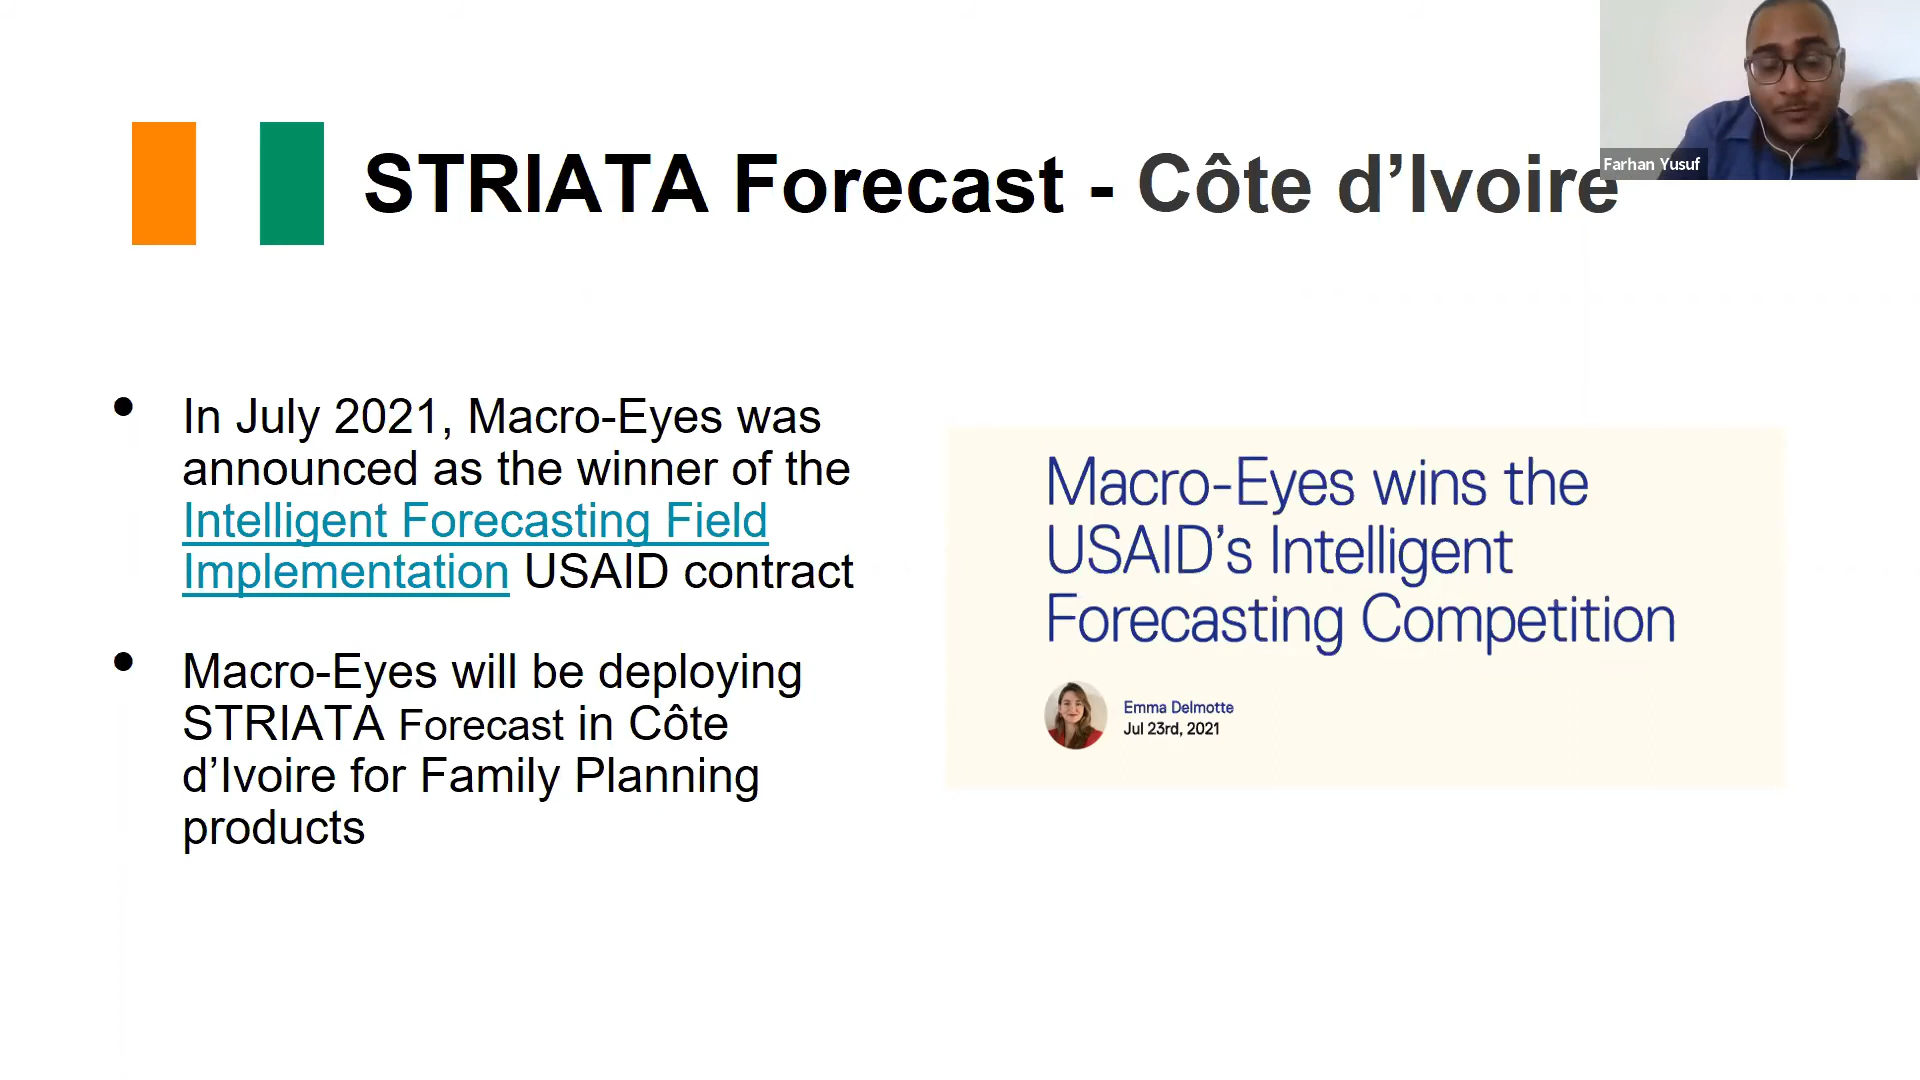 Farhan Yusuf
STRIATA Forecast - Côte d’Ivoire
• In July 2021, Macro-Eyes was
announced as the winner of the
Intelligent Forecasting Field
Implementation USAID contract
• Macro-Eyes will be deploying
STRIATA Forecast in Côte
d’Ivoire for Family Planning
products
Macro-Eyes wins the
USAID’s Intelligent
Forecasting Competition
Emma Delmotte
Jul 23rd, 2021